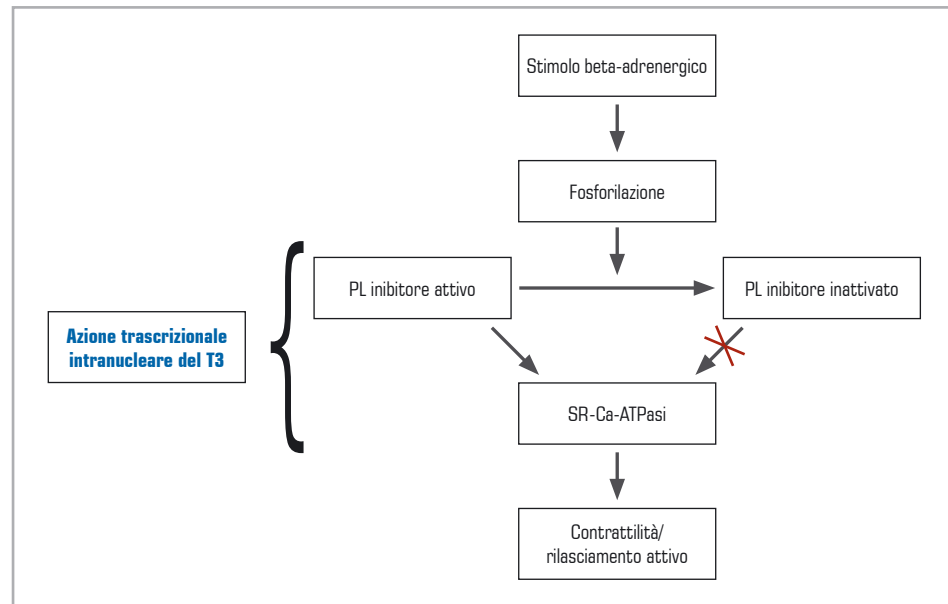 Stimolo beta-adrenergico
Fosforilazione
PL inibitore attivo
PL inibitore inattivato
Azione trascrizionale
intranucleare del T3
SR-Ca-ATPasi
Contrattilità/
rilasciamento attivo